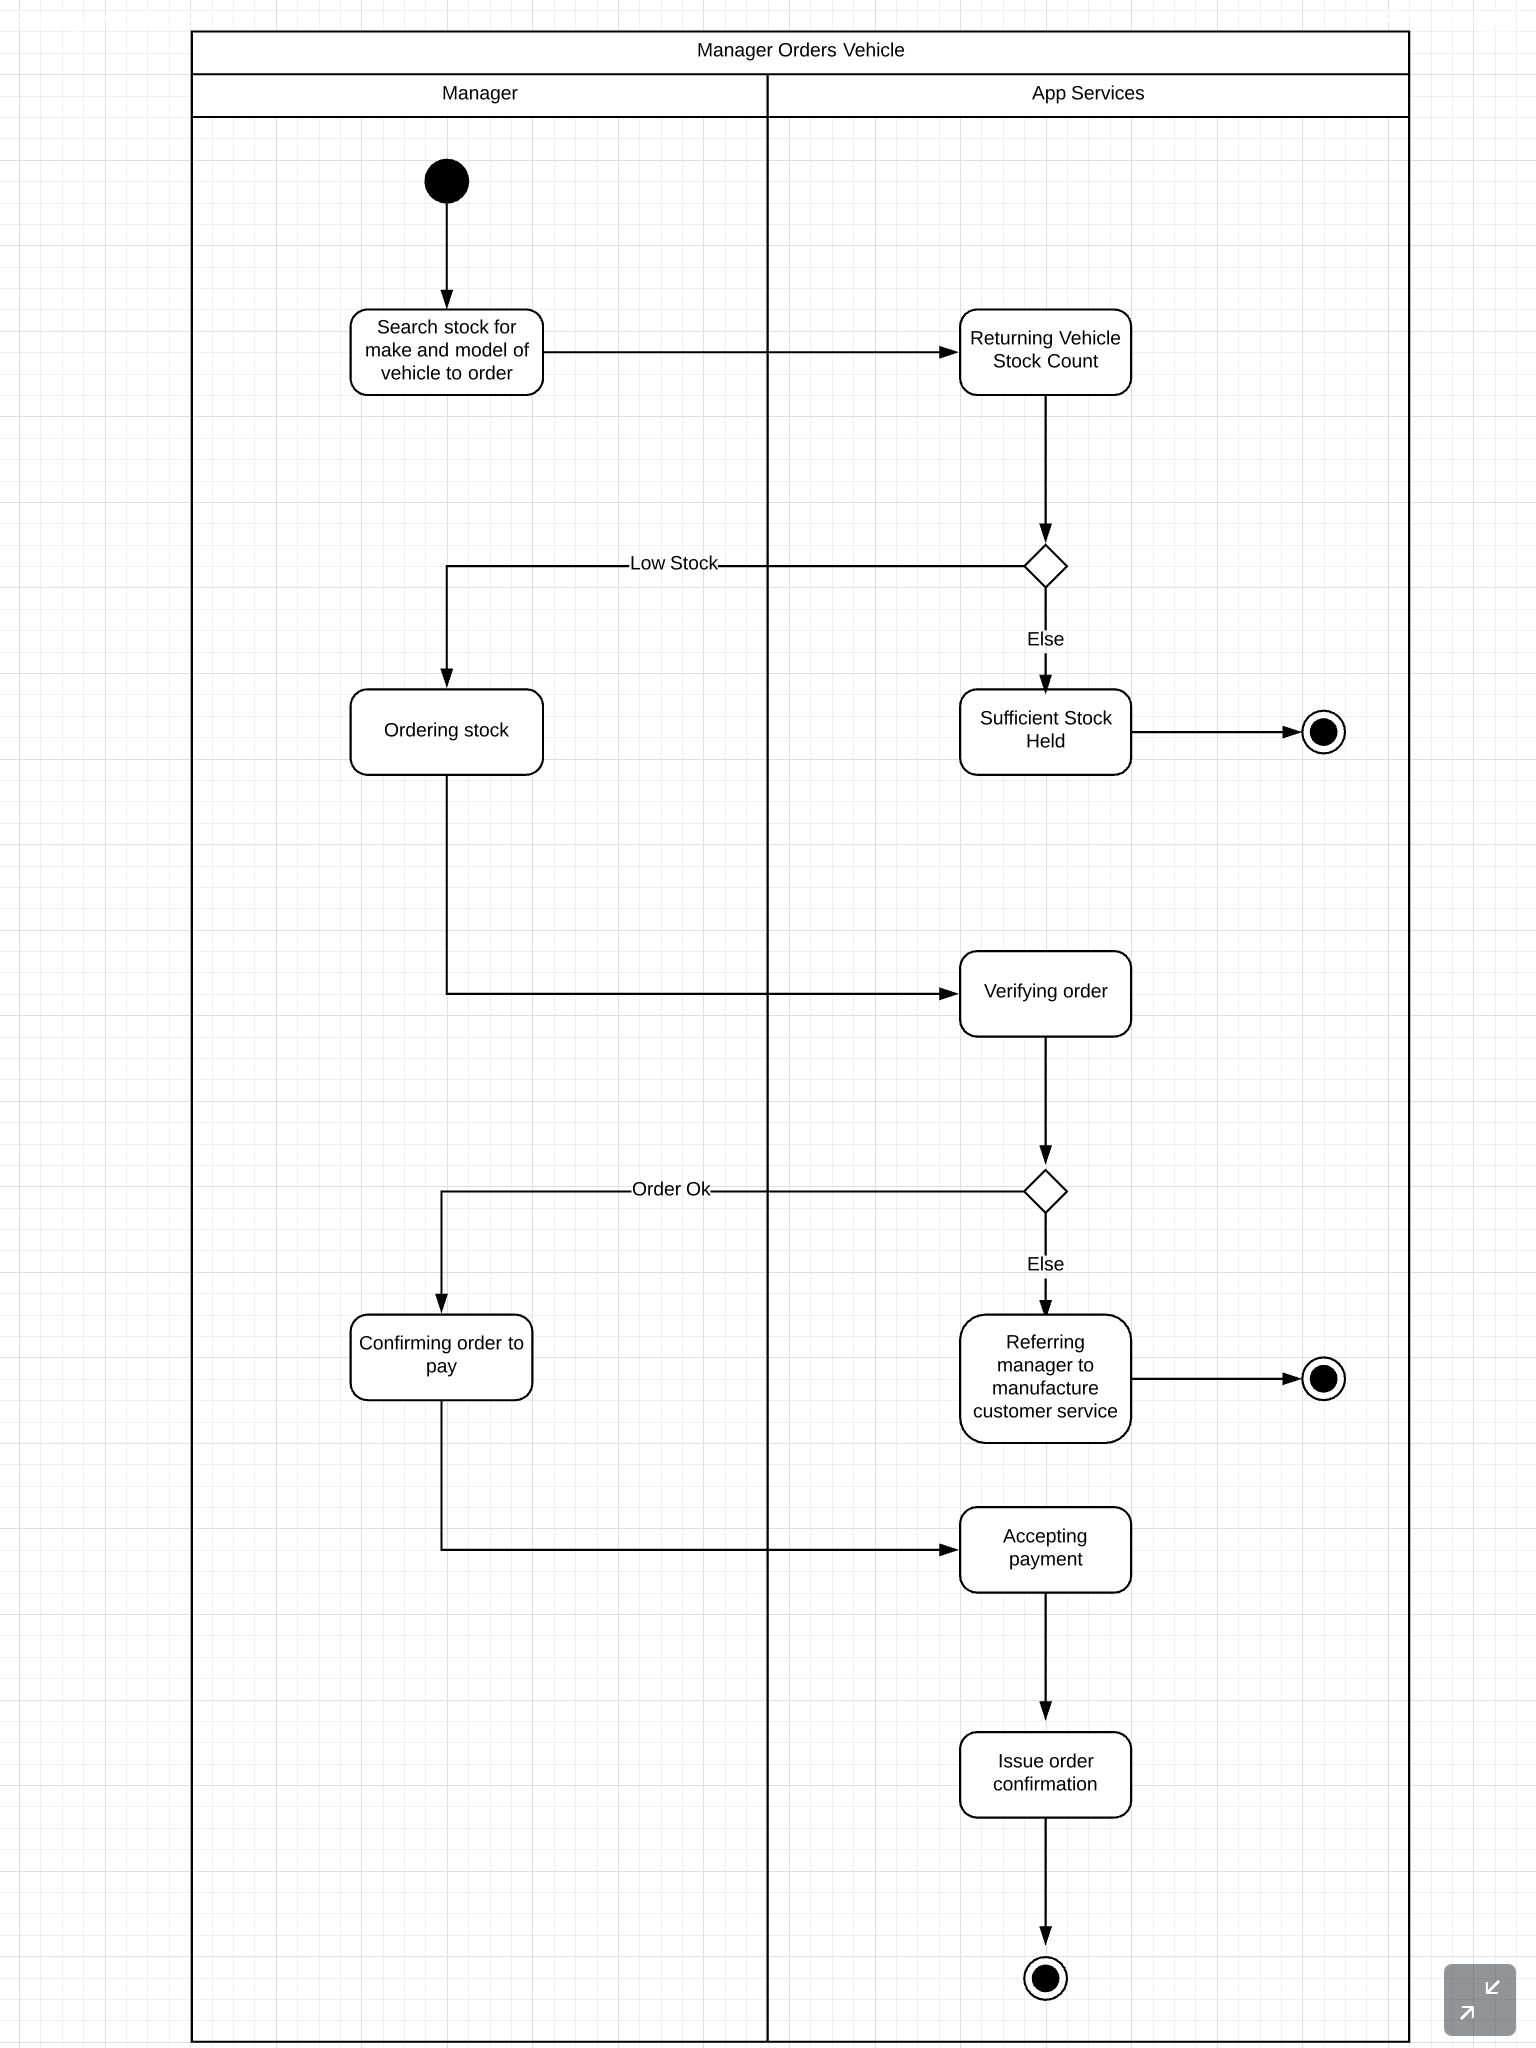 Manager Orders Vehicle
Manager
App Services
Search stock for
make and model of
vehicle to order
Returning Vehicle
Stock Count
Low Stock
Else
Ordering stock
Sufficient Stock
Held
Verifying order
Order Ok
Else
Confirming order to
pay
Referring
manager to
manufacture
customer service
Accepting
payment
Issue order
confirmation